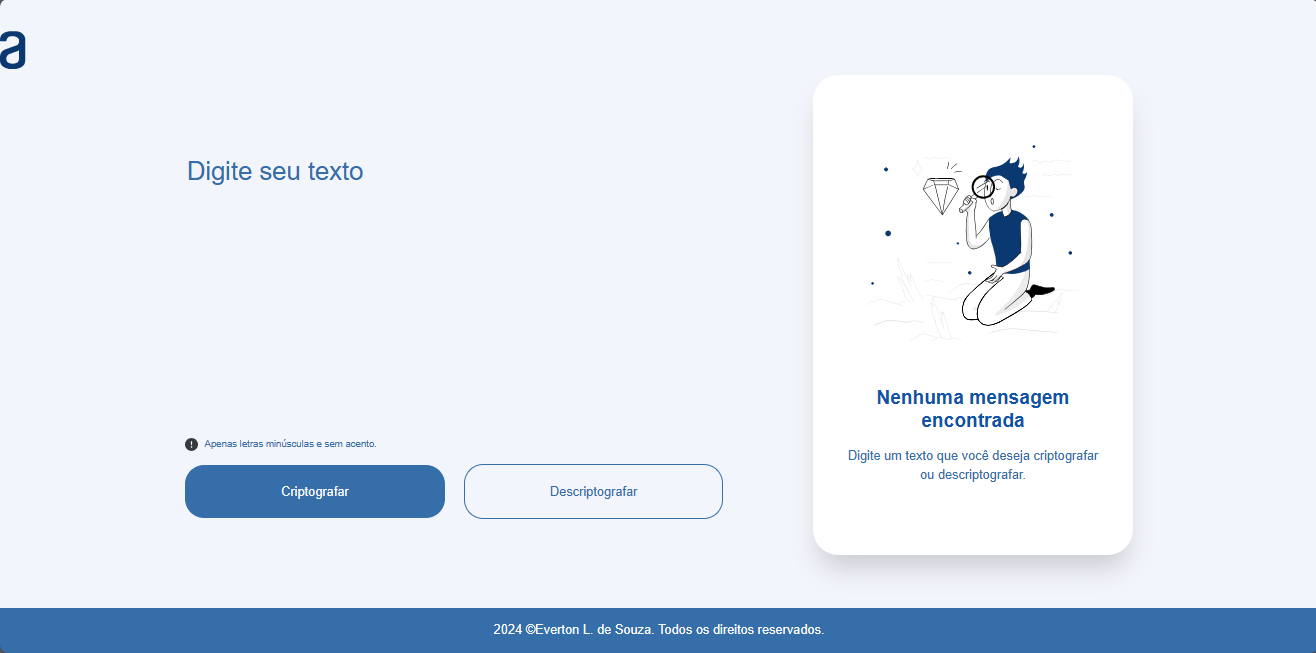 a
Digite seu texto
Apenas letras minúsculas e sem acento.
Criptografar
Descriptografar
Nenhuma mensagem
encontrada
Digite um texto que você deseja criptografar
ou descriptografar.
2024 ©Everton L. de Souza. Todos os direitos reservados.